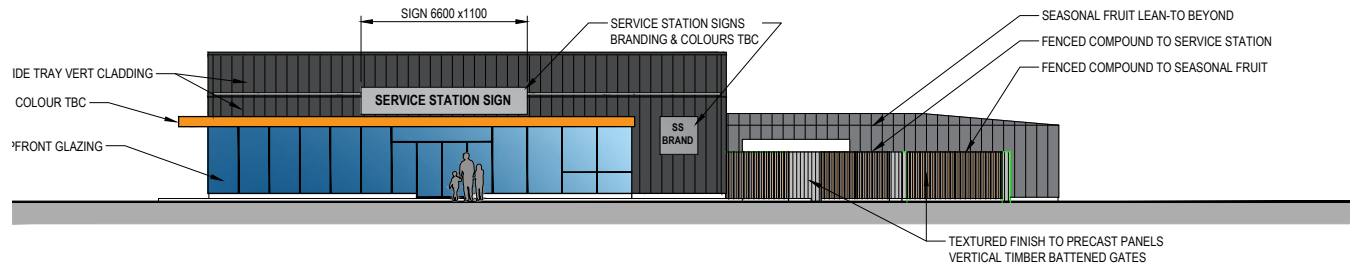 SIGN 6600 x1100
SERVICE STATION SIGNS
BRANDING & COLOURS TBC
SEASONAL FRUIT LEAN-TO BEYOND
FENCED COMPOUND TO SERVICE STATION
FENCED COMPOUND TO SEASONAL FRUIT
IDE TRAY VERT CLADDING
COLOUR TBC
SERVICE STATION SIGN
SS
BRAND
FRONT GLAZING
TEXTURED FINISH TO PRECAST PANELS
VERTICAL TIMBER BATTENED GATES